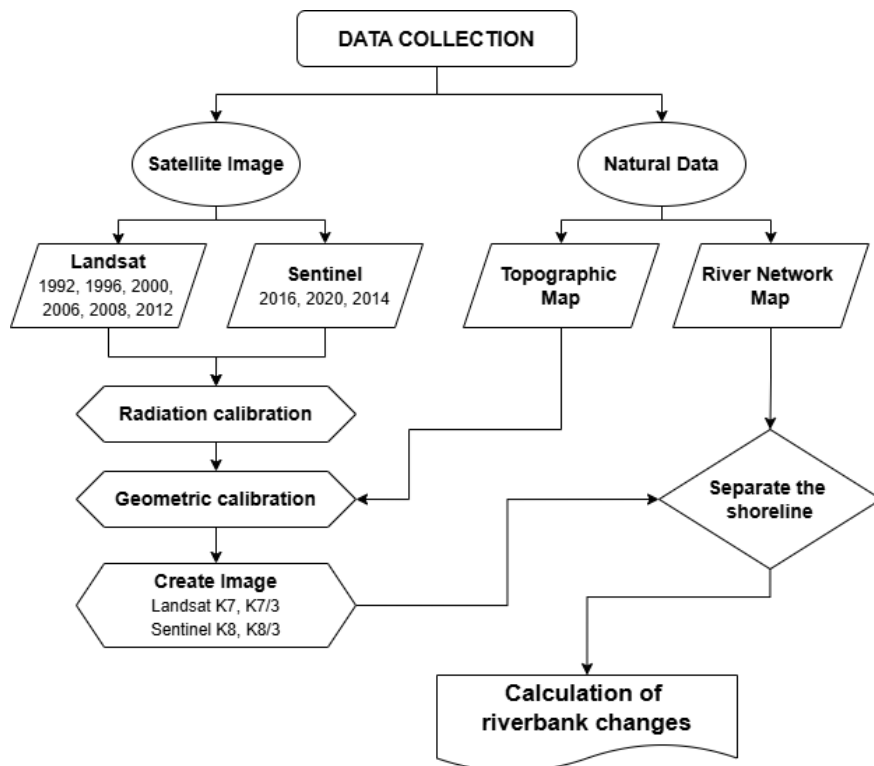 DATA COLLECTION
Satellite Image
Natural Data
Landsat
1992, 1996, 2000,
2006, 2008, 2012
Sentinel
2016, 2020, 2014
Topographic
Map
River Network
Map
Radiation calibration
Geometric calibration
Separate the
shoreline
Create Image
Landsat K7, K7/3
Sentinel K8, K8/3
Calculation of
riverbank changes